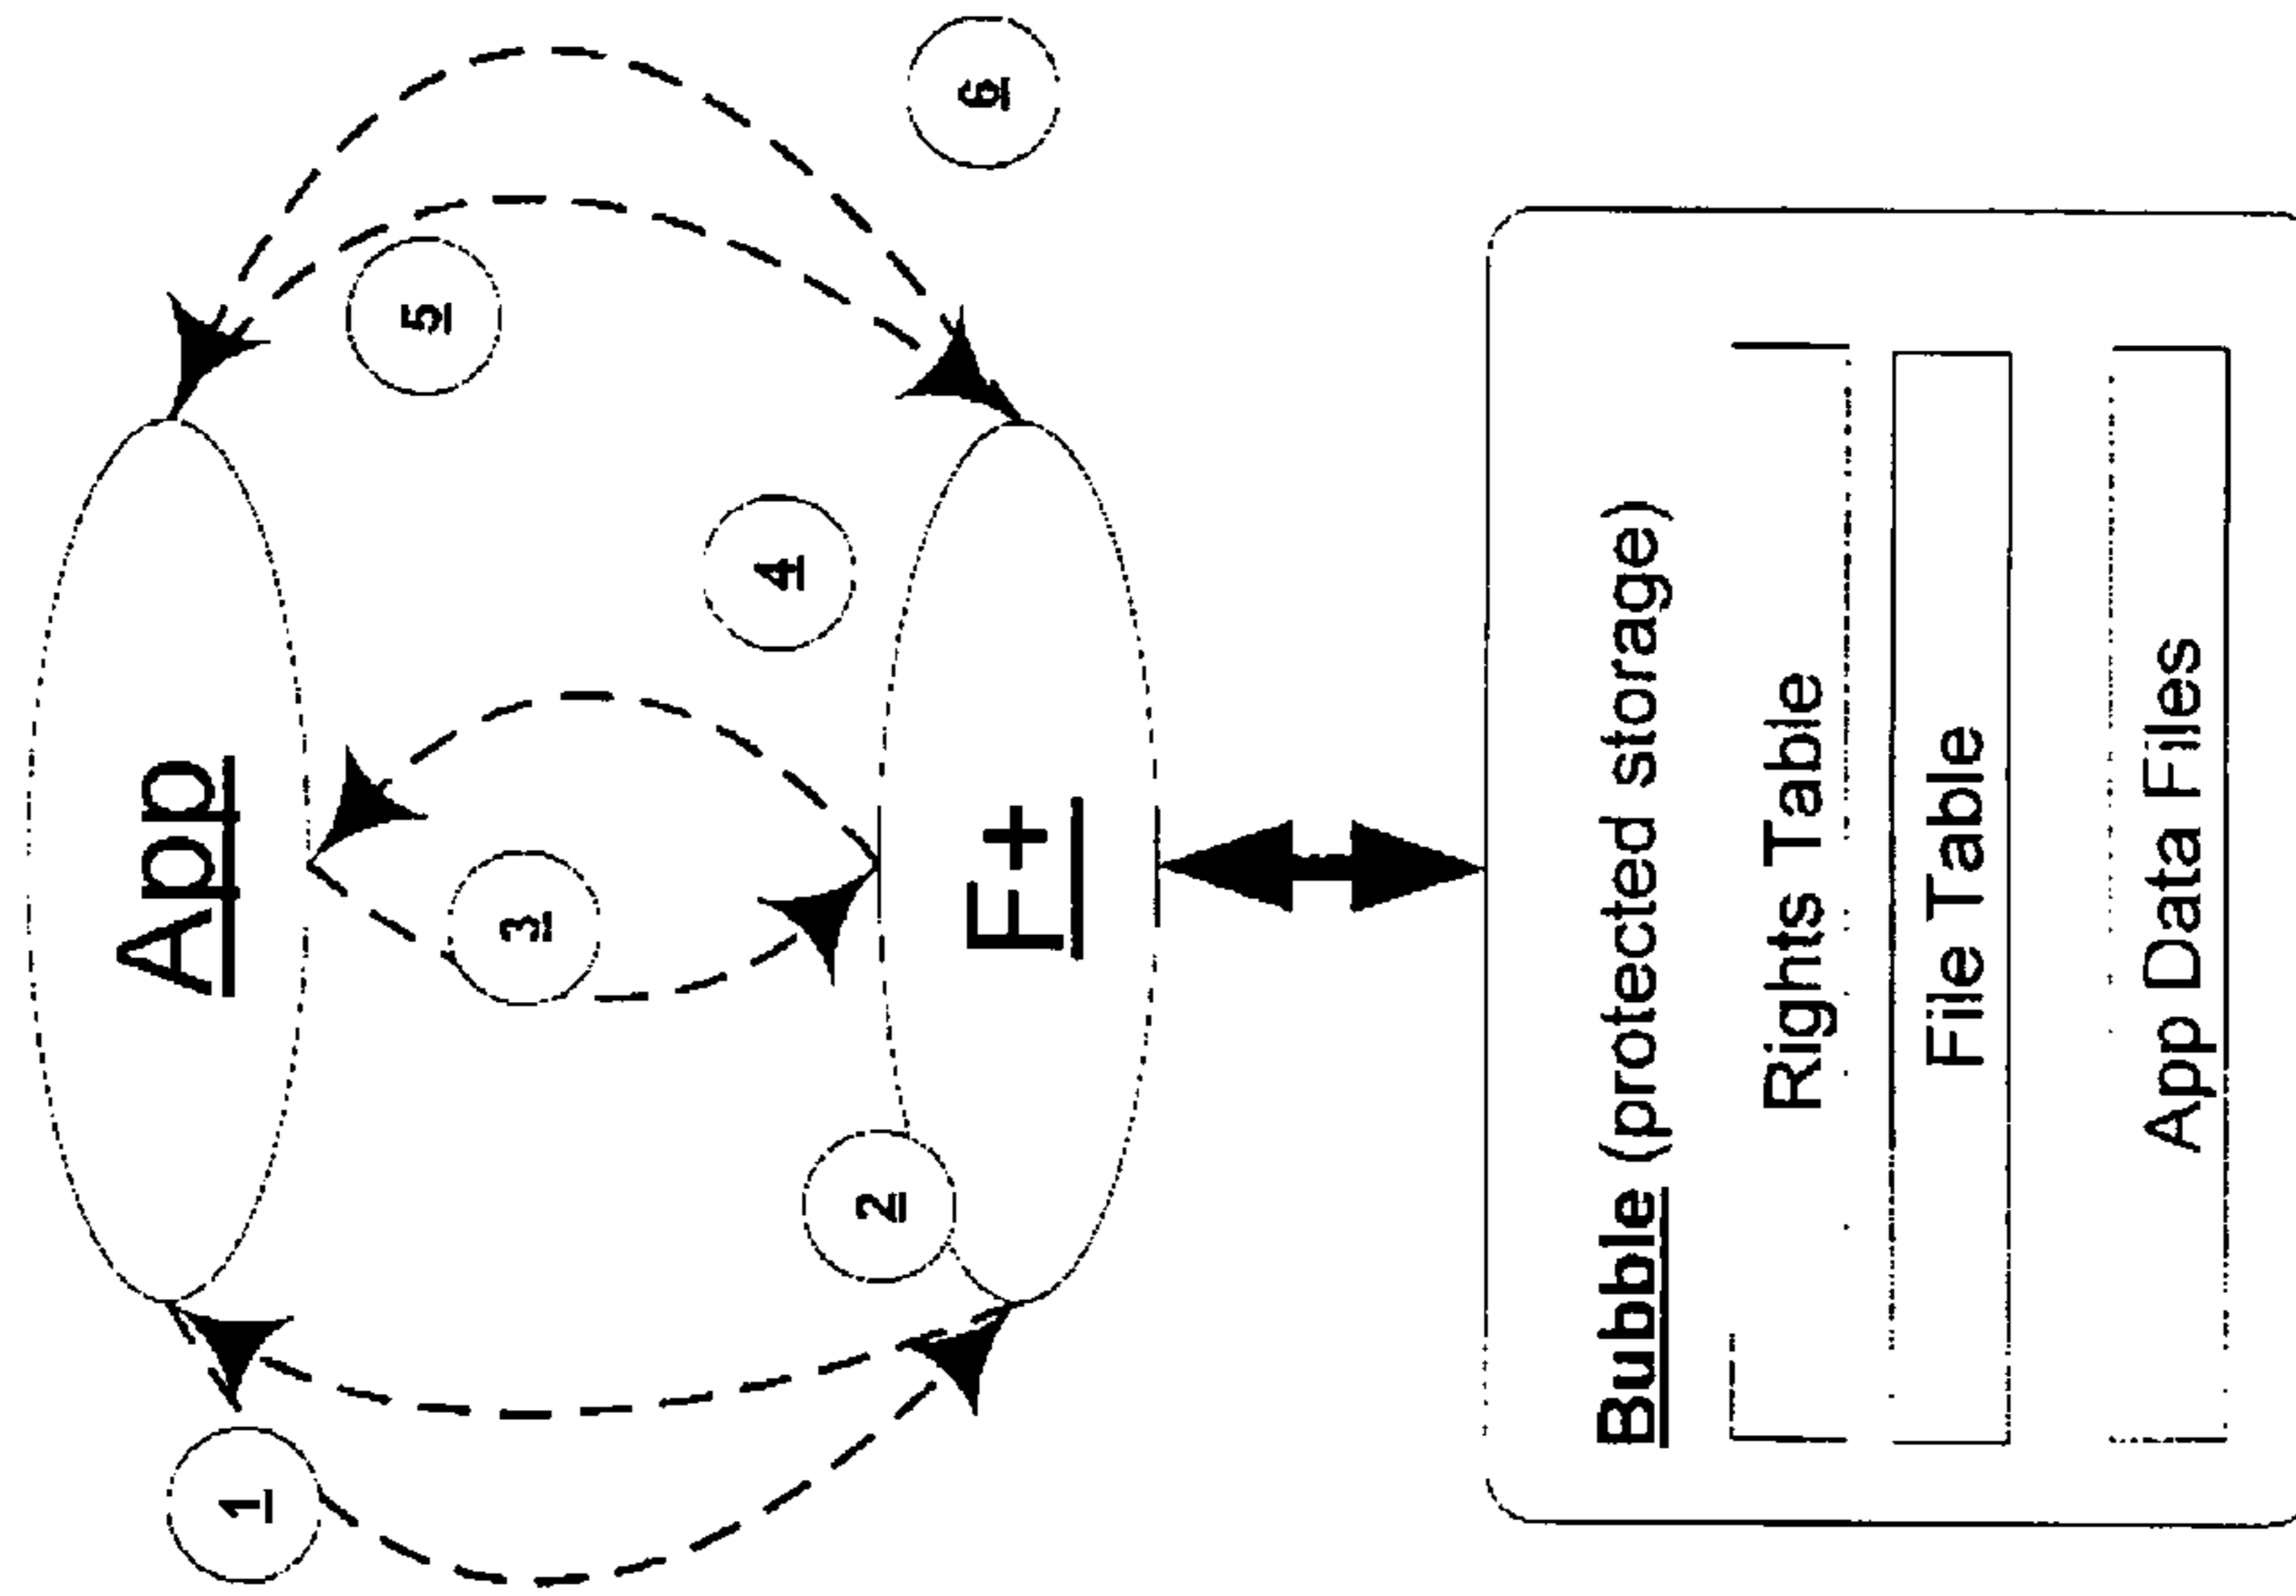 App
1
5
3
4
2
6
F+
Bubble (protected storage)
Rights Table
File Table
App Data Files